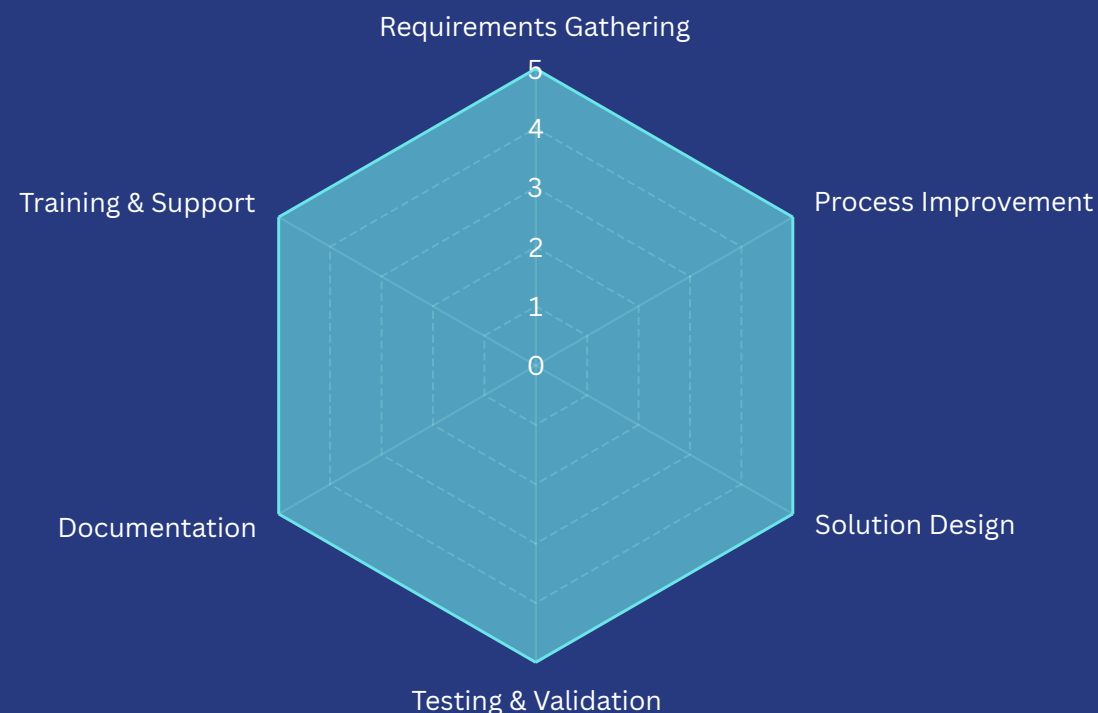 Requirements Gathering
5
4
3
2
1
0
Training & Support
Process Improvement
Documentation
Solution Design
Testing & Validation